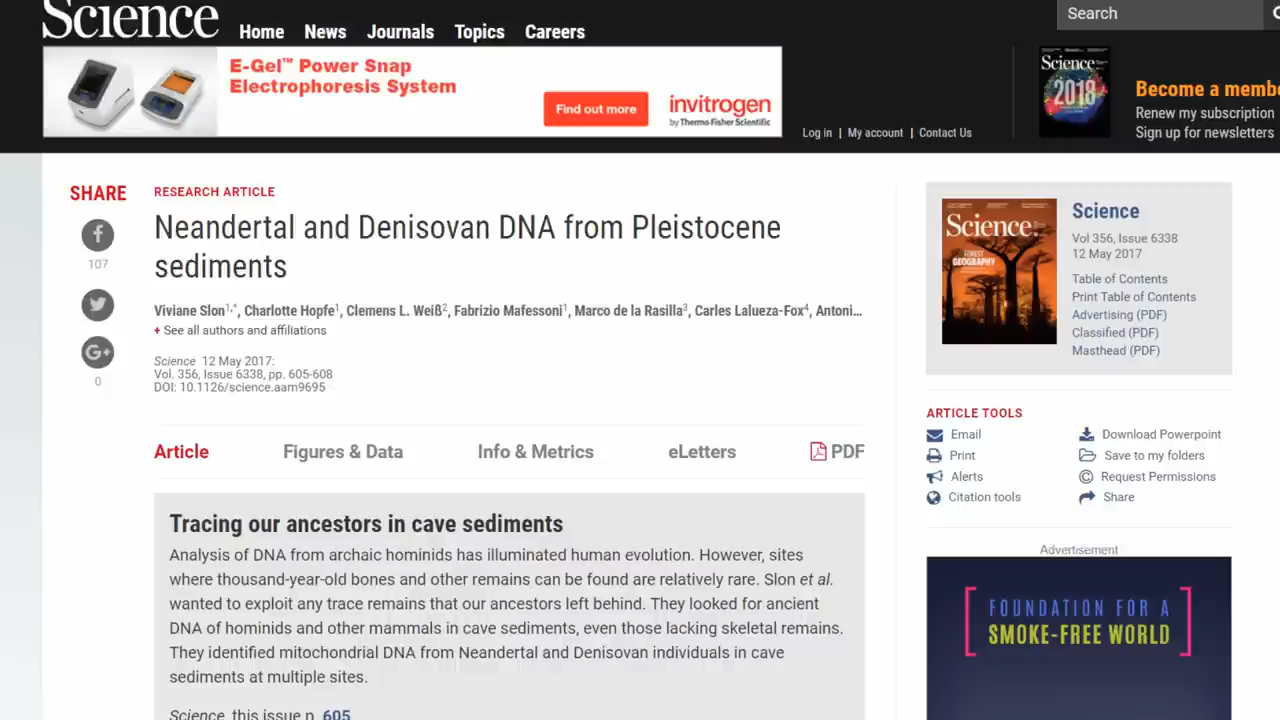 Science
Home News Journals Topics Careers
Search
E-Gel™ Power Snap
Electrophoresis System
Find out more
invitrogen
by Thermo Fisher Scientific
Log in | My account | Contact Us
Science
2018
Become a membe
Renew my subscription
Sign up for newsletters
SHARE
107
0
RESEARCH ARTICLE
Neandertal and Denisovan DNA from Pleistocene
sediments
Viviane Slon1,*, Charlotte Hopfe1, Clemens L. Weiß2, Fabrizio Mafessoni1, Marco de la Rasilla3, Carles Lalueza-Fox4, Antoni…
+ See all authors and affiliations
Science 12 May 2017:
Vol. 356, Issue 6338, pp. 605-608
DOI: 10.1126/science.aam9695
Article Figures & Data Info & Metrics eLetters PDF
Tracing our ancestors in cave sediments
Analysis of DNA from archaic hominids has illuminated human evolution. However, sites
where thousand-year-old bones and other remains can be found are relatively rare. Slon et al.
wanted to exploit any trace remains that our ancestors left behind. They looked for ancient
DNA of hominids and other mammals in cave sediments, even those lacking skeletal remains.
They identified mitochondrial DNA from Neandertal and Denisovan individuals in cave
sediments at multiple sites.
Science, this issue p. 605
Science
FOREST
GEOGRAPHY
Science
Vol 356, Issue 6338
12 May 2017
Table of Contents
Print Table of Contents
Advertising (PDF)
Classified (PDF)
Masthead (PDF)
ARTICLE TOOLS
Email
Download Powerpoint
Print
Save to my folders
Alerts
Request Permissions
Citation tools
Share
Advertisement
FOUNDATION FOR A
SMOKE-FREE WORLD